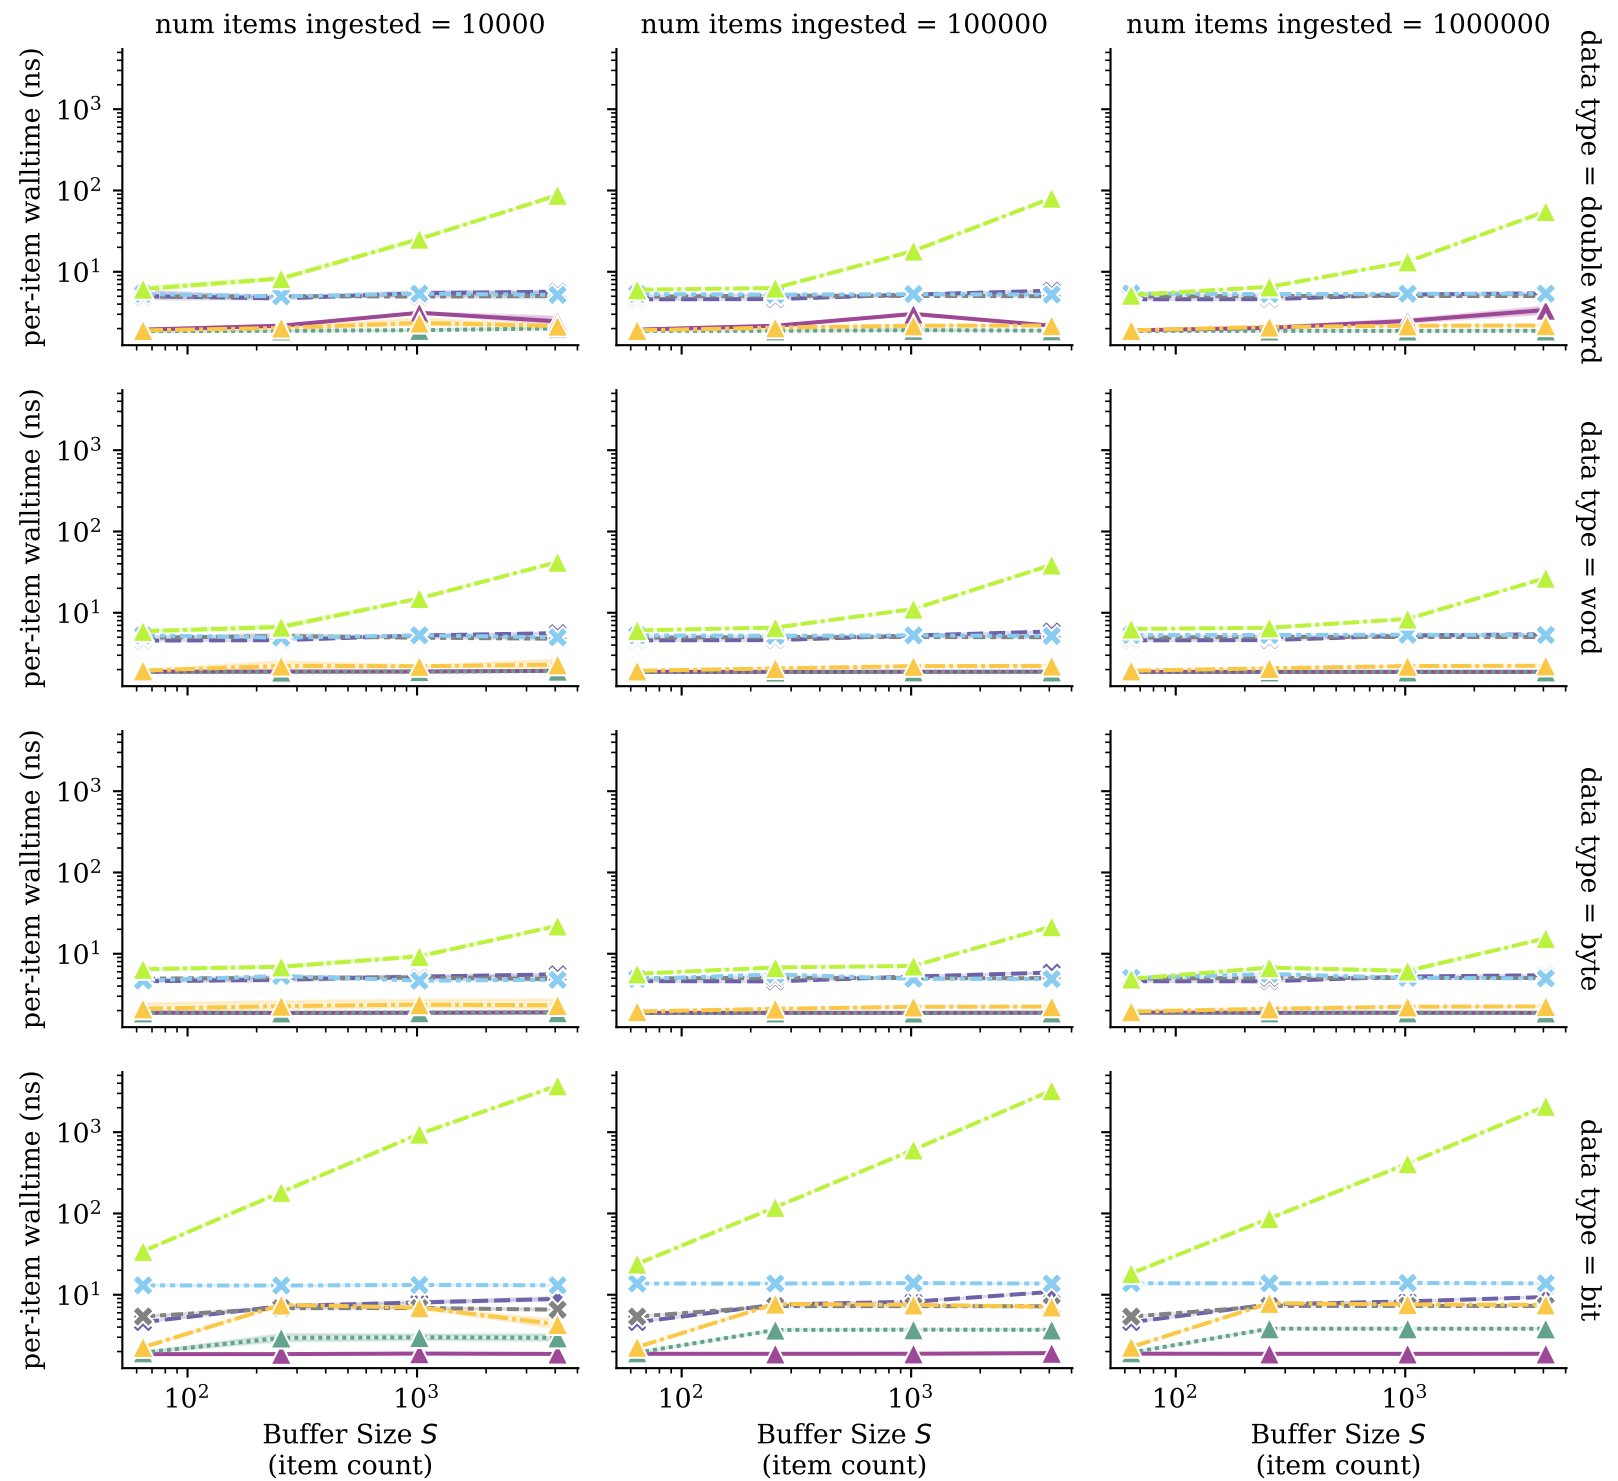 num items ingested = 10000
num items ingested = 100000
num items ingested = 1000000
per-item walltime (ns)
10³
10²
10¹
data type = double word
per-item walltime (ns)
10³
10²
10¹
data type = word
per-item walltime (ns)
10³
10²
10¹
data type = byte
per-item walltime (ns)
10³
10²
10¹
data type = bit
10² 10³
10² 10³
10² 10³
Buffer Size S
(item count)
Buffer Size S
(item count)
Buffer Size S
(item count)